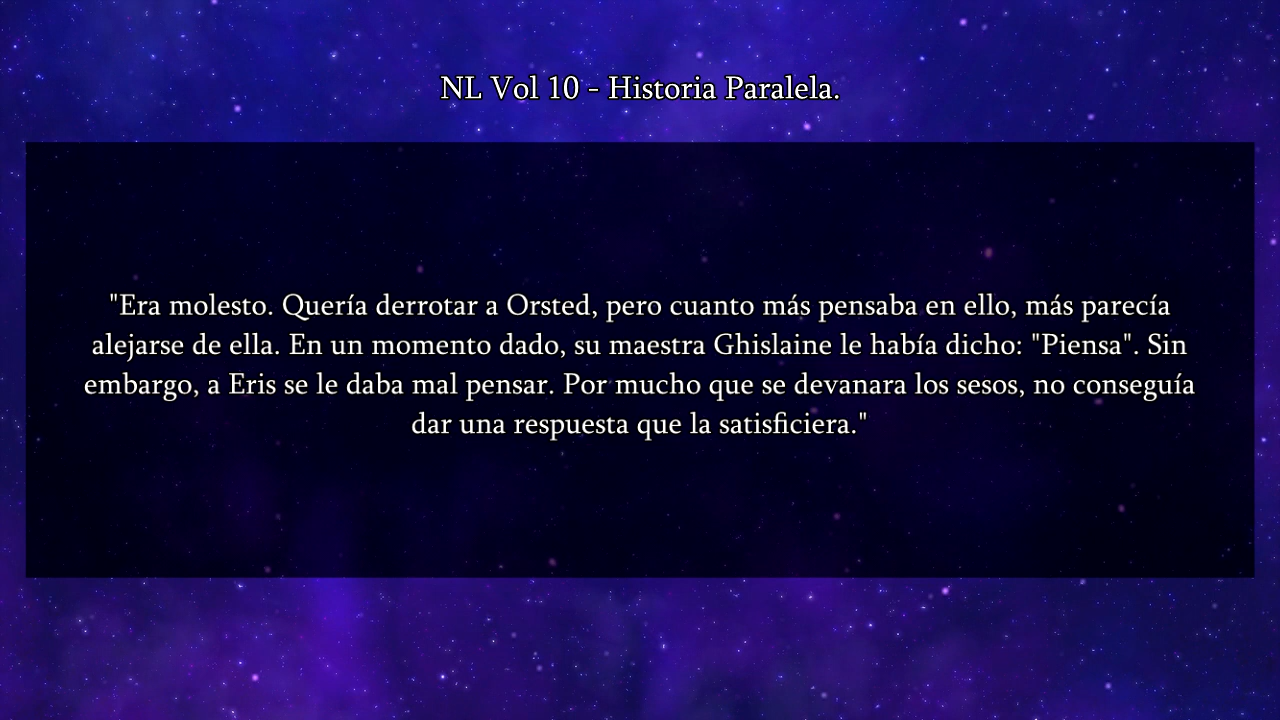 NL Vol 10 - Historia Paralela.
"Era molesto. Quería derrotar a Orsted, pero cuanto más pensaba en ello, más parecía
alejarse de ella. En un momento dado, su maestra Ghislaine le había dicho: "Piensa". Sin
embargo, a Eris se le daba mal pensar. Por mucho que se devanara los sesos, no conseguía
dar una respuesta que la satisficiera."